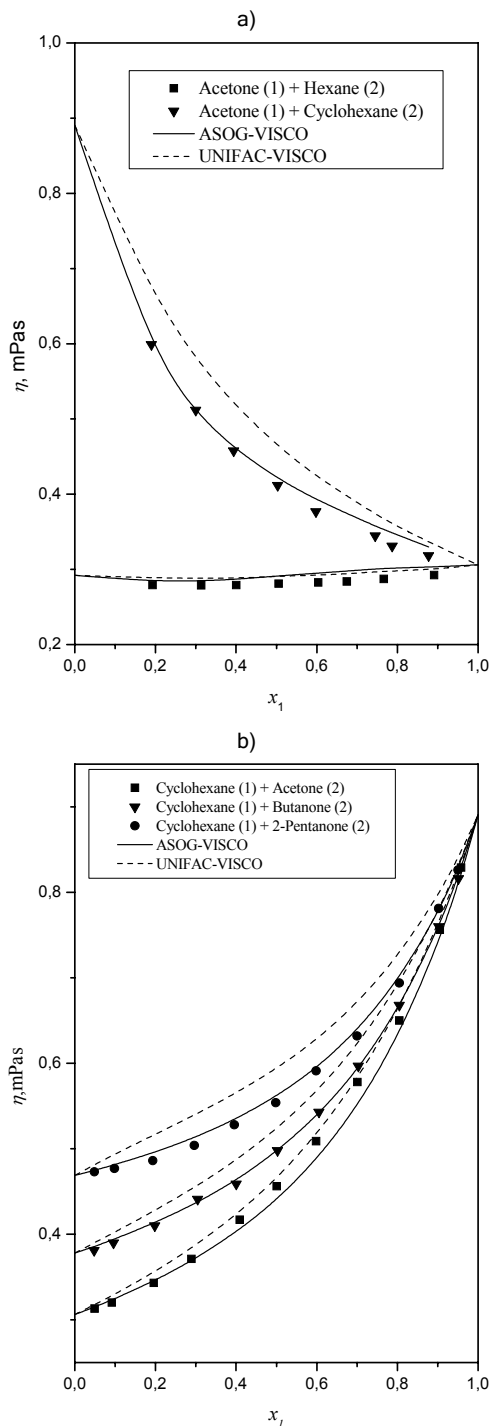 a)
1,0
0,8
0,6
0,4
0,2
η, mPas
Acetone (1) + Hexane (2)
Acetone (1) + Cyclohexane (2)
ASOG-VISCO
UNIFAC-VISCO
0,0 0,2 0,4 0,6 0,8 1,0
x₁
b)
0,8
0,6
0,4
η,mPas
Cyclohexane (1) + Acetone (2)
Cyclohexane (1) + Butanone (2)
Cyclohexane (1) + 2-Pentanone (2)
ASOG-VISCO
UNIFAC-VISCO
0,0 0,2 0,4 0,6 0,8 1,0
x₁